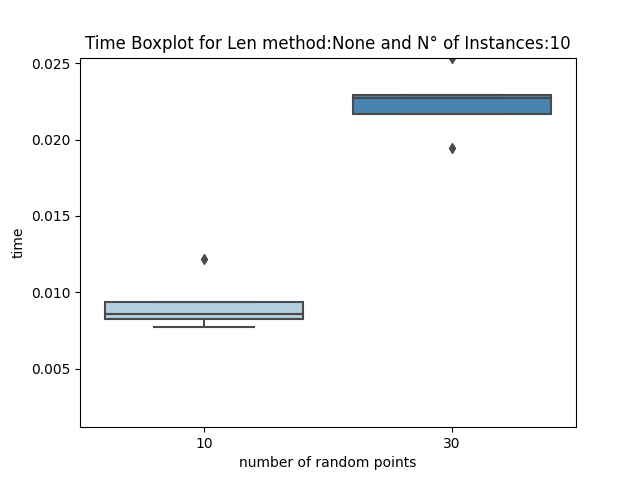 Time Boxplot for Len method:None and N° of Instances:10
0.025
0.020
0.015
0.010
0.005
time
10 30
number of random points